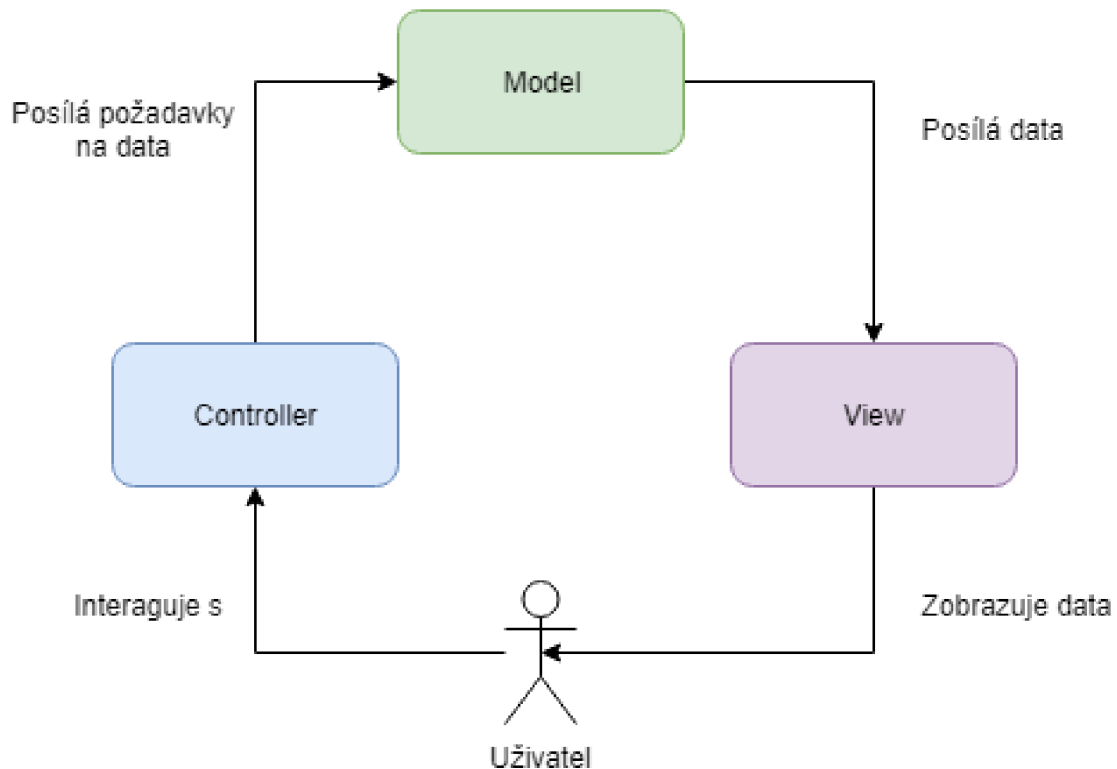 Model
Posílá požadavky
na data
Posílá data
Controller
View
Interaguje s
Zobrazuje data
Uživatel